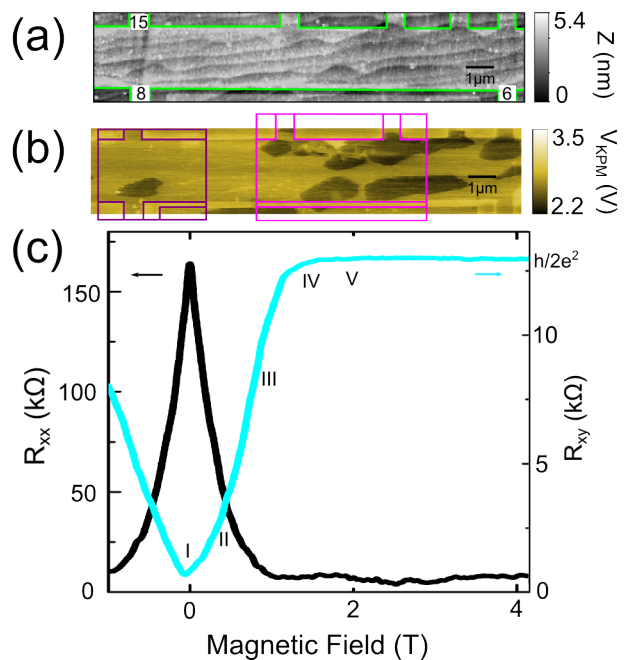 (a)
15
8
6
1µm
5.4
0
Z (nm)
(b)
1µm
3.5
2.2
V_KPM (V)
(c)
150
100
50
0
R_xx (kΩ)
I
II
III
IV
V
h/2e²
10
5
0
R_xy (kΩ)
0
2
4
Magnetic Field (T)